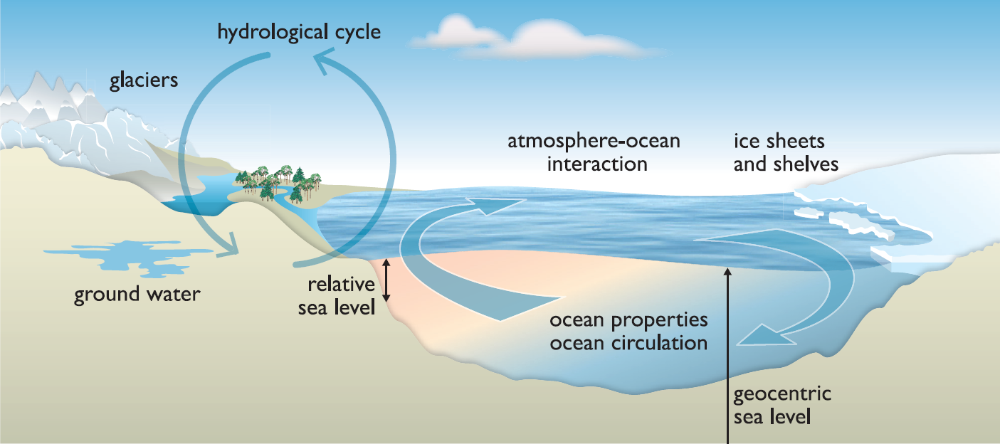 hydrological cycle
glaciers
atmosphere-ocean
interaction
ice sheets
and shelves
ground water
relative
sea level
ocean properties
ocean circulation
geocentric
sea level